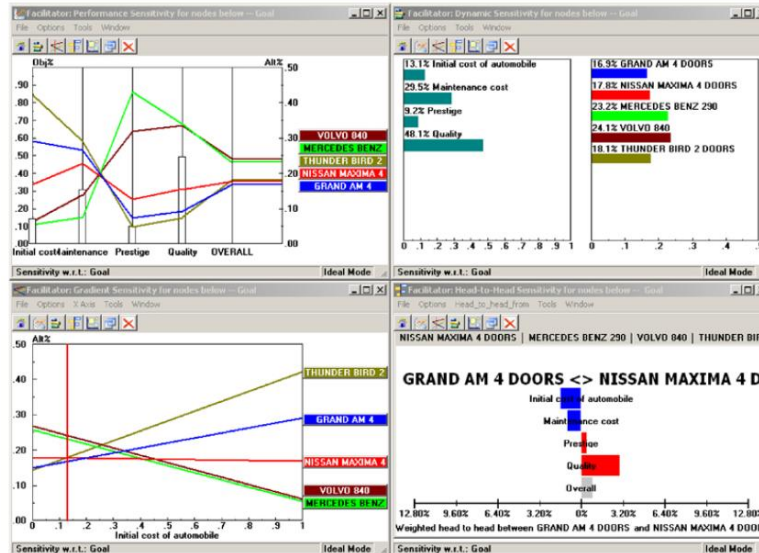 Facilitator: Performance Sensitivity for nodes below -- Goal
File Options Tools Window
Obj%
Alt%
.90
.80
.70
.60
.50
.40
.30
.20
.10
.00
.50
.40
.30
.20
.10
.00
VOLVO 840
MERCEDES BENZ
THUNDER BIRD 2
NISSAN MAXIMA 4
GRAND AM 4
Initial cost Maintenance Prestige Quality OVERALL
Sensitivity w.r.t.: Goal
Ideal Mode
Facilitator: Dynamic Sensitivity for nodes below -- Goal
File Options Tools Window
13.1% Initial cost of automobile
29.5% Maintenance cost
9.2% Prestige
48.1% Quality
0 .1 .2 .3 .4 .5 .6 .7 .8 .9 1
16.9% GRAND AM 4 DOORS
17.8% NISSAN MAXIMA 4 DOORS
23.2% MERCEDES BENZ 290
24.1% VOLVO 840
18.1% THUNDER BIRD 2 DOORS
0 .1 .2 .3 .4 .5
Sensitivity w.r.t.: Goal
Ideal Mode
Facilitator: Gradient Sensitivity for nodes below -- Goal
File Options X Axis Tools Window
Alt%
.50
.40
.30
.20
.10
.00
THUNDER BIRD 2
GRAND AM 4
NISSAN MAXIMA 4
VOLVO 840
MERCEDES BENZ
0 .1 .2 .3 .4 .5 .6 .7 .8 .9 1
Initial cost of automobile
Sensitivity w.r.t.: Goal
Ideal Mode
Facilitator: Head-to-Head Sensitivity for nodes below -- Goal
File Options Head_to_head_from Tools Window
NISSAN MAXIMA 4 DOORS | MERCEDES BENZ 290 | VOLVO 840 | THUNDER BIR
GRAND AM 4 DOORS <> NISSAN MAXIMA 4 D
Initial cost of automobile
Maintenance cost
Prestige
Quality
Overall
12.80% 9.60% 6.40% 3.20% 0% 3.20% 6.40% 9.60% 12.80%
Weighted head to head between GRAND AM 4 DOORS and NISSAN MAXIMA 4 DOOR
Sensitivity w.r.t.: Goal
Ideal Mode